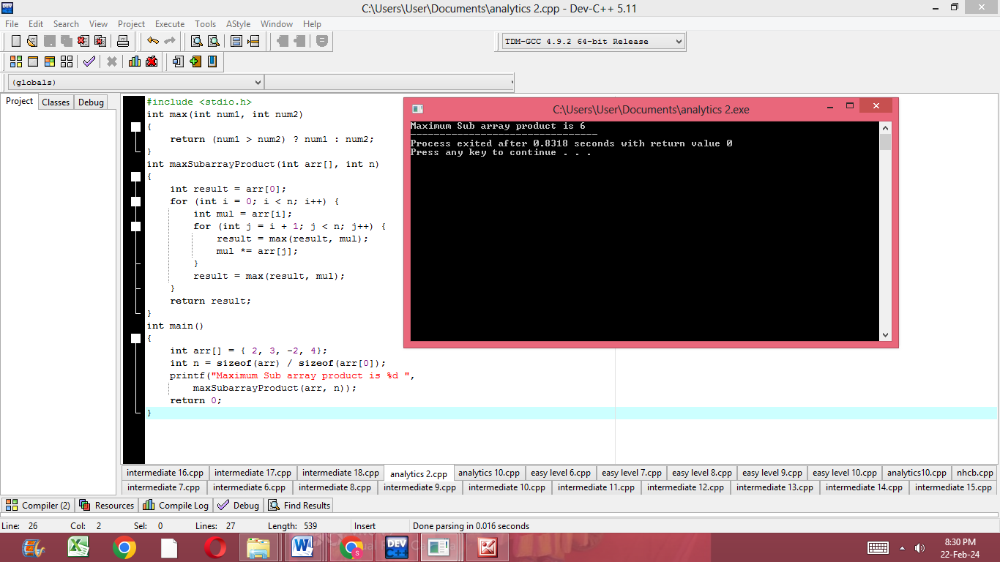 C:\Users\User\Documents\analytics 2.cpp - Dev-C++ 5.11
File Edit Search View Project Execute Tools AStyle Window Help
TDM-GCC 4.9.2 64-bit Release
(globals)
Project Classes Debug
#include <stdio.h>
int max(int num1, int num2)
{
    return (num1 > num2) ? num1 : num2;
}
int maxSubarrayProduct(int arr[], int n)
{
    int result = arr[0];
    for (int i = 0; i < n; i++) {
        int mul = arr[i];
        for (int j = i + 1; j < n; j++) {
            result = max(result, mul);
            mul *= arr[j];
        }
        result = max(result, mul);
    }
    return result;
}
int main()
{
    int arr[] = { 2, 3, -2, 4};
    int n = sizeof(arr) / sizeof(arr[0]);
    printf("Maximum Sub array product is %d ",
        maxSubarrayProduct(arr, n));
    return 0;
}
C:\Users\User\Documents\analytics 2.exe
Maximum Sub array product is 6
--------------------------------
Process exited after 0.8318 seconds with return value 0
Press any key to continue . . .
intermediate 16.cpp intermediate 17.cpp intermediate 18.cpp analytics 2.cpp analytics 10.cpp easy level 6.cpp easy level 7.cpp easy level 8.cpp easy level 9.cpp easy level 10.cpp analytics10.cpp nhcb.cpp
intermediate 7.cpp intermediate 6.cpp intermediate 8.cpp intermediate 9.cpp intermediate 10.cpp intermediate 11.cpp intermediate 12.cpp intermediate 13.cpp intermediate 14.cpp intermediate 15.cpp
Compiler (2) Resources Compile Log Debug Find Results
Line: 26 Col: 2 Sel: 0 Lines: 27 Length: 539 Insert Done parsing in 0.016 seconds
8:30 PM
22-Feb-24